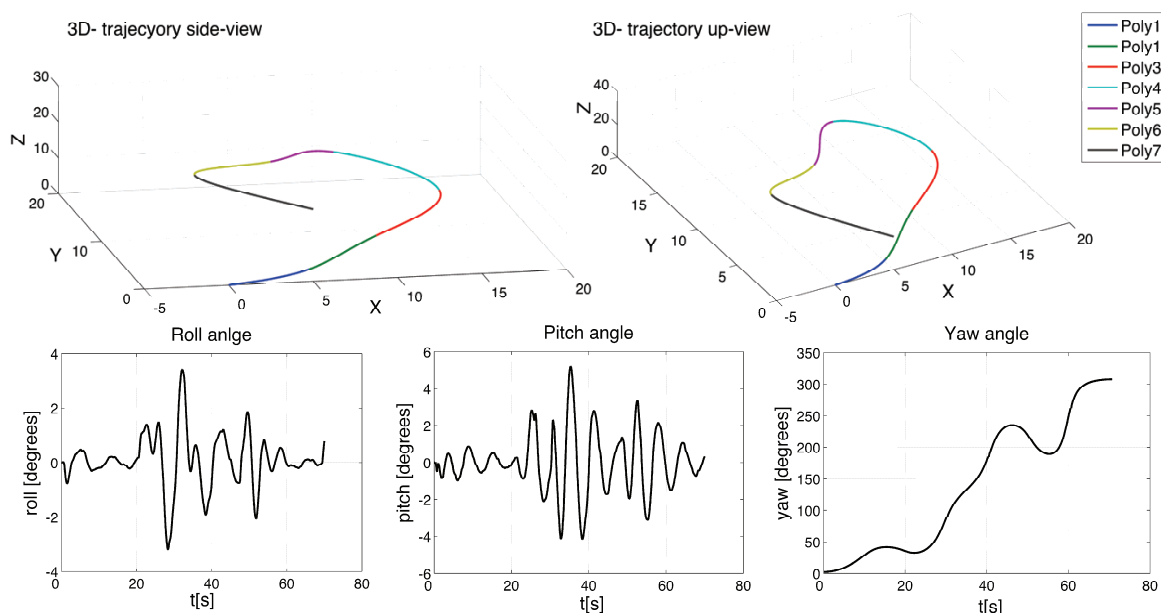 3D- trajecyory side-view
30
20
10
0
Z
20
10
0
Y
-5
0
5
10
15
20
X
3D- trajectory up-view
40
20
0
Z
20
15
10
5
0
Y
-5
0
5
10
15
20
X
Poly1
Poly1
Poly3
Poly4
Poly5
Poly6
Poly7
Roll anlge
4
2
0
-2
-4
roll [degrees]
0 20 40 60 80
t[s]
Pitch angle
6
4
2
0
-2
-4
-6
pitch [degrees]
0 20 40 60 80
t[s]
Yaw angle
350
300
250
200
150
100
50
0
yaw [degrees]
0 20 40 60 80
t[s]